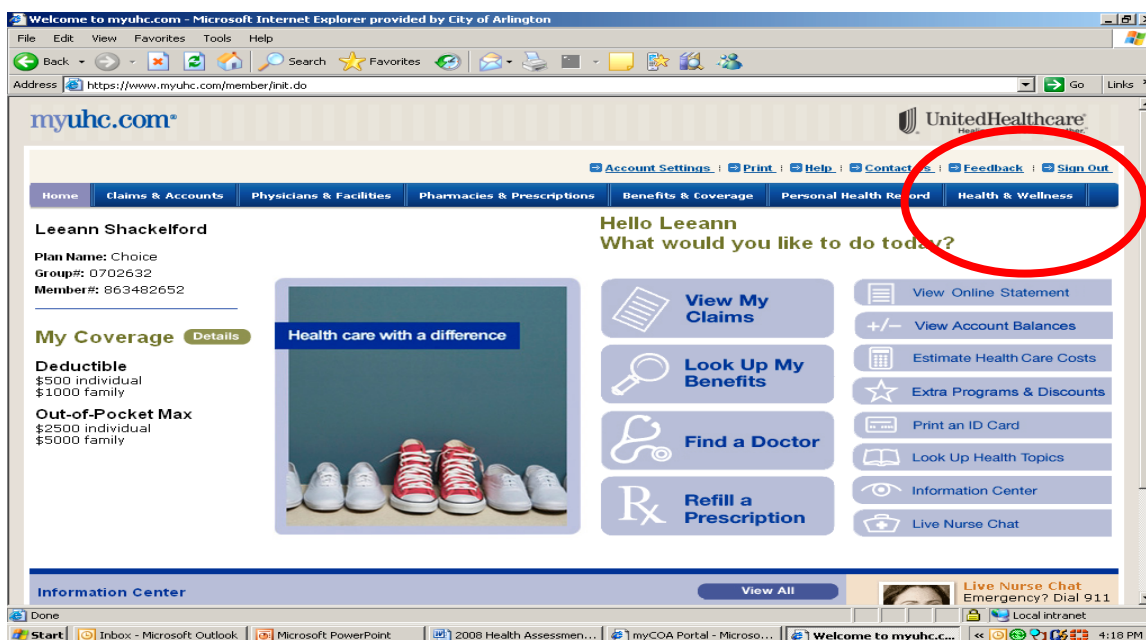 Welcome to myuhc.com - Microsoft Internet Explorer provided by City of Arlington
File Edit View Favorites Tools Help
Back Search Favorites
Address https://www.myuhc.com/member/init.do Go Links
myuhc.com®
UnitedHealthcare®
Account Settings Print Help Contact Us Feedback Sign Out
Home Claims & Accounts Physicians & Facilities Pharmacies & Prescriptions Benefits & Coverage Personal Health Record Health & Wellness
Leeann Shackelford
Plan Name: Choice
Group#: 0702632
Member#: 863482652
My Coverage Details
Deductible
$500 individual
$1000 family
Out-of-Pocket Max
$2500 individual
$5000 family
Health care with a difference
Hello Leeann
What would you like to do today?
View My
Claims
Look Up My
Benefits
Find a Doctor
Rx Refill a
Prescription
View Online Statement
+/– View Account Balances
Estimate Health Care Costs
Extra Programs & Discounts
Print an ID Card
Look Up Health Topics
Information Center
Live Nurse Chat
Information Center View All
Live Nurse Chat
Emergency? Dial 911
Done Local intranet
Start Inbox - Microsoft Outlook Microsoft PowerPoint 2008 Health Assessmen... myCOA Portal - Microso... Welcome to myuhc.c... 4:18 PM